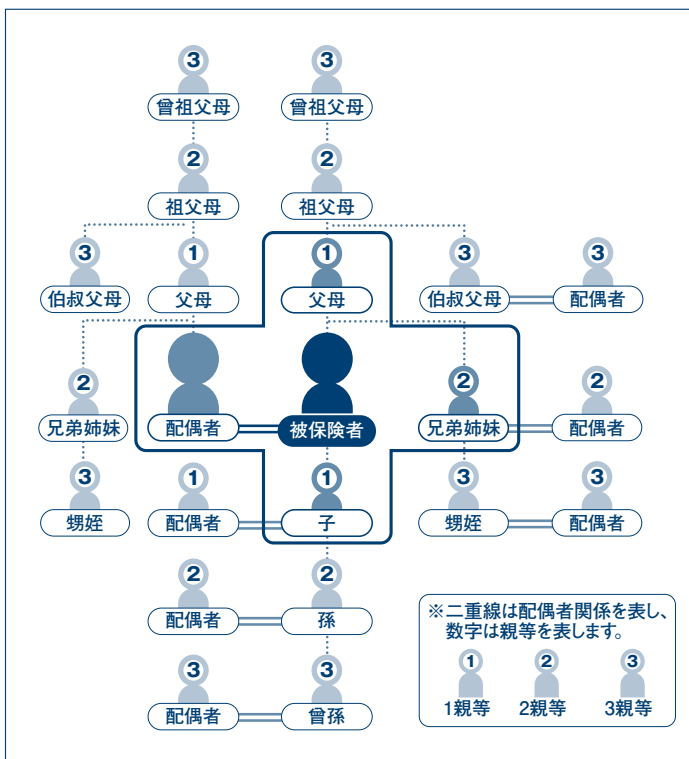 3 3
曾祖父母 曾祖父母
2 2
祖父母 祖父母
3 1 1 3 3
伯叔父母 父母 父母 伯叔父母 配偶者
2 2 2
兄弟姉妹 配偶者 被保険者 兄弟姉妹 配偶者
3 1 1 3 3
甥姪 配偶者 子 甥姪 配偶者
2 2
配偶者 孫
3 3
配偶者 曾孫
※二重線は配偶者関係を表し、
数字は親等を表します。
1 2 3
1親等 2親等 3親等